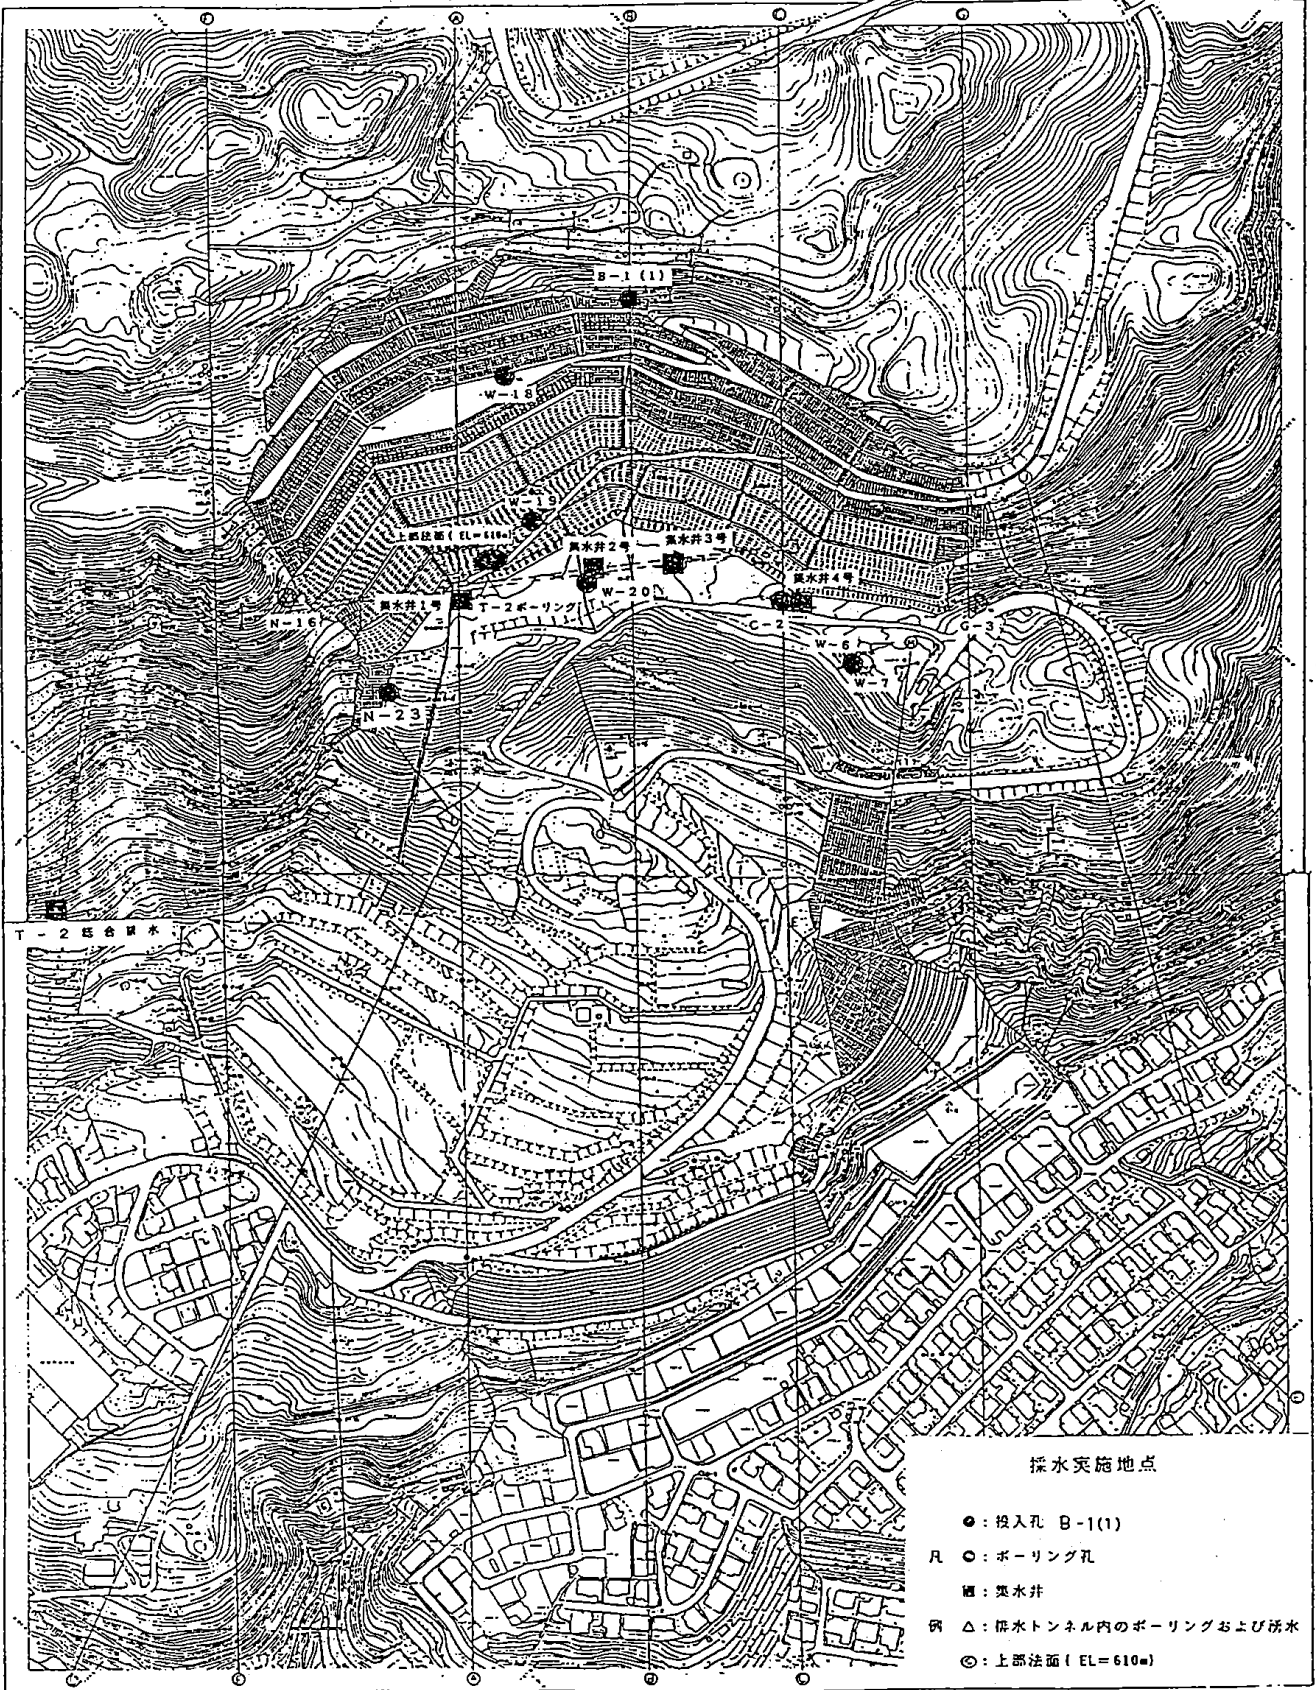 B-1(1)
W-18
W-19
上部法面(EL=610m)
集水井2号
集水井3号
集水井4号
集水井1号
T-2ボーリング
W-20
C-2
N-16
G-3
W-6
W-7
N-23
T-2総合排水
採水実施地点
凡例
●:投入孔 B-1(1)
:ボーリング孔
:集水井
△:排水トンネル内のボーリングおよび湧水
:上部法面(EL=610m)